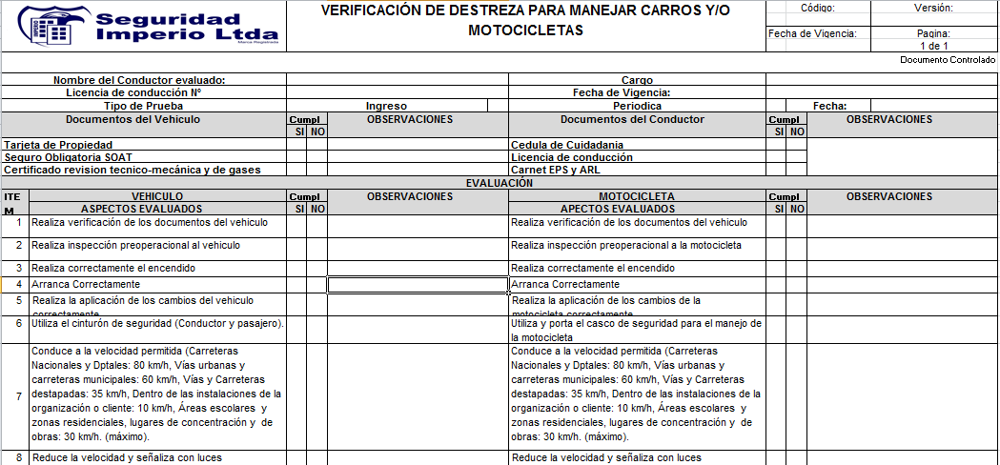 Seguridad
Imperio Ltda
Marca Registrada
VERIFICACIÓN DE DESTREZA PARA MANEJAR CARROS Y/O
MOTOCICLETAS
Código: Versión:
Fecha de Vigencia: Pagina:
1 de 1
Documento Controlado
Nombre del Conductor evaluado: Cargo
Licencia de conducción Nº Fecha de Vigencia:
Tipo de Prueba Ingreso Periodica Fecha:
Documentos del Vehiculo Cumpl OBSERVACIONES Documentos del Conductor Cumpl OBSERVACIONES
SI NO SI NO
Tarjeta de Propiedad Cedula de Cuidadania
Seguro Obligatoria SOAT Licencia de conducción
Certificado revision tecnico-mecánica y de gases Carnet EPS y ARL
EVALUACIÓN
ITE VEHICULO Cumpl OBSERVACIONES MOTOCICLETA Cumpl OBSERVACIONES
M ASPECTOS EVALUADOS SI NO APECTOS EVALUADOS SI NO
1 Realiza verificación de los documentos del vehiculo Realiza verificación de los documentos del vehiculo
2 Realiza inspección preoperacional al vehiculo Realiza inspección preoperacional a la motocicleta
3 Realiza correctamente el encendido Realiza correctamente el encendido
4 Arranca Correctamente Arranca Correctamente
5 Realiza la aplicación de los cambios del vehiculo Realiza la aplicación de los cambios de la
correctamente motocicleta correctamente
6 Utiliza el cinturón de seguridad (Conductor y pasajero). Utiliza y porta el casco de seguridad para el manejo de
la motocicleta
Conduce a la velocidad permitida (Carreteras Conduce a la velocidad permitida (Carreteras
Nacionales y Dptales: 80 km/h, Vías urbanas y Nacionales y Dptales: 80 km/h, Vías urbanas y
carreteras municipales: 60 km/h, Vías y Carreteras carreteras municipales: 60 km/h, Vías y Carreteras
7 destapadas: 35 km/h, Dentro de las instalaciones de la destapadas: 35 km/h, Dentro de las instalaciones de la
organización o cliente: 10 km/h, Áreas escolares y organización o cliente: 10 km/h, Áreas escolares y
zonas residenciales, lugares de concentración y de zonas residenciales, lugares de concentración y de
obras: 30 km/h. (máximo). obras: 30 km/h. (máximo).
8 Reduce la velocidad y señaliza con luces Reduce la velocidad y señaliza con luces